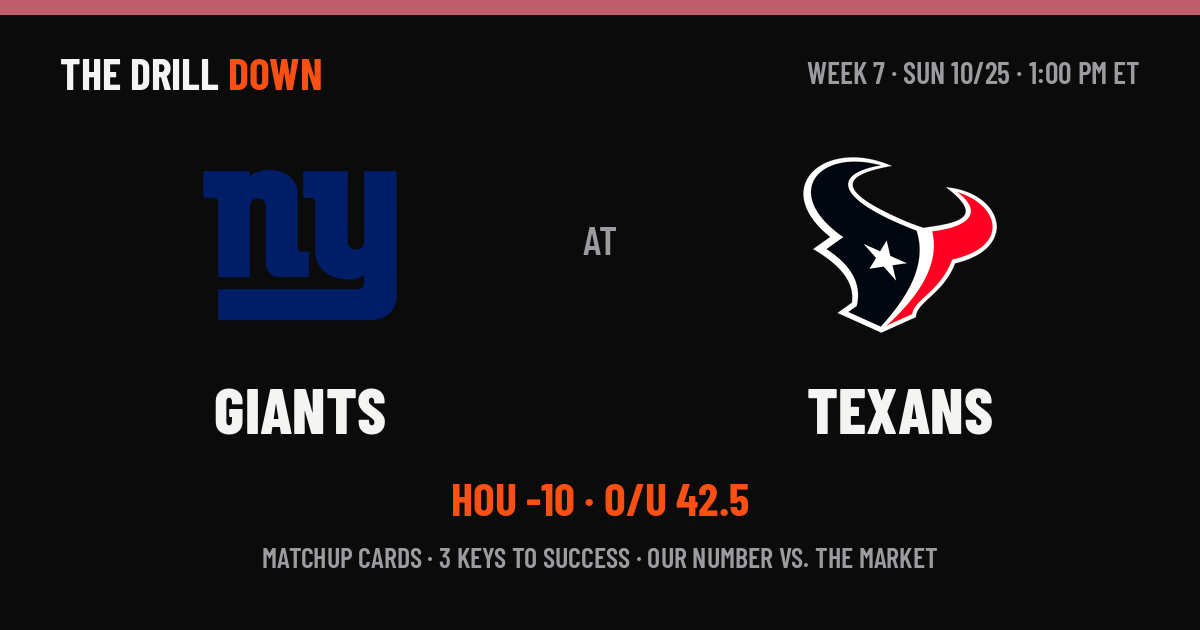 THE DRILL DOWN
WEEK 7 · SUN 10/25 · 1:00 PM ET
ny
AT
GIANTS
TEXANS
HOU -10 · O/U 42.5
MATCHUP CARDS · 3 KEYS TO SUCCESS · OUR NUMBER VS. THE MARKET